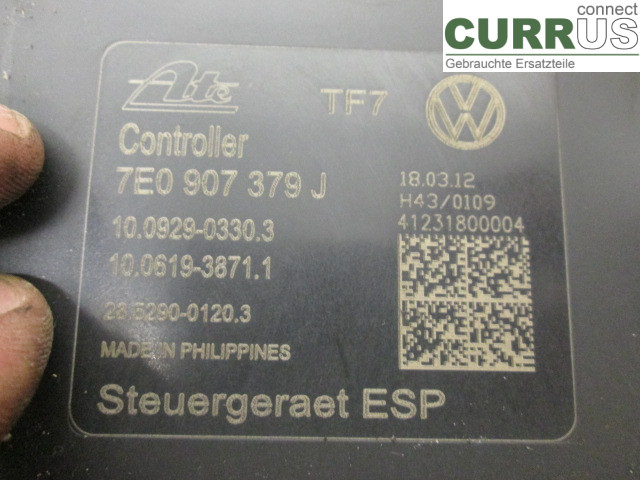 connect
CURRUS
Gebrauchte Ersatzteile
Ate
TF7
Controller
7E0 907 379 J
10.0929-0330.3
10.0619-3871.1
28.5290-0120.3
MADE IN PHILIPPINES
18.03.12
H43/0109
41231800004
Steuergeraet ESP